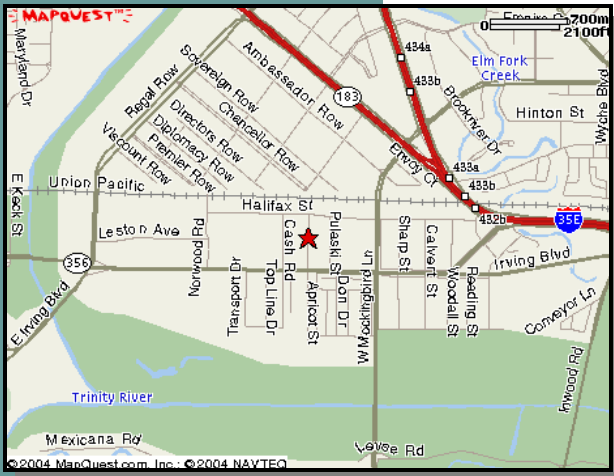 MAPQUEST
Empire C
700m
0
2100ft
Maryland Dr
434a
Elm Fork
Creek
Sovereign Row
Ambassador Row
433b
Wyche Blvd
Regal Row
183
Brookriver Dr
Hinton St
Directors Row
Chancellor Row
Diplomacy Row
Premier Row
Viscount Row
Envoy Ct
433a
433b
432b
35E
E Keck St
Union Pacific
Halifax St
Leston Ave
Norwood Rd
Cash Rd
Pulaski St
Sharp St
Calvert St
356
Irving Blvd
Transport Dr
Top Line Dr
Apricot St
Don Dr
W Mockingbird Ln
Woodall St
Reading St
Conveyor Ln
E Irving Blvd
Inwood Rd
Trinity River
Mexicana Rd
Levee Rd
©2004 MapQuest.com, Inc.; ©2004 NAVTEQ